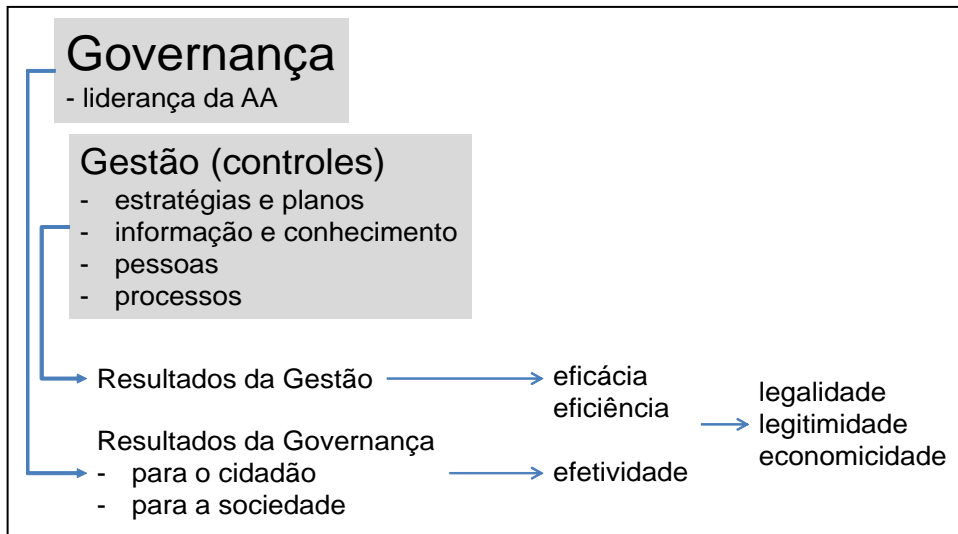 Governança
- liderança da AA
Gestão (controles)
- estratégias e planos
- informação e conhecimento
- pessoas
- processos
Resultados da Gestão
eficácia
eficiência
legalidade
legitimidade
economicidade
Resultados da Governança
- para o cidadão
- para a sociedade
efetividade